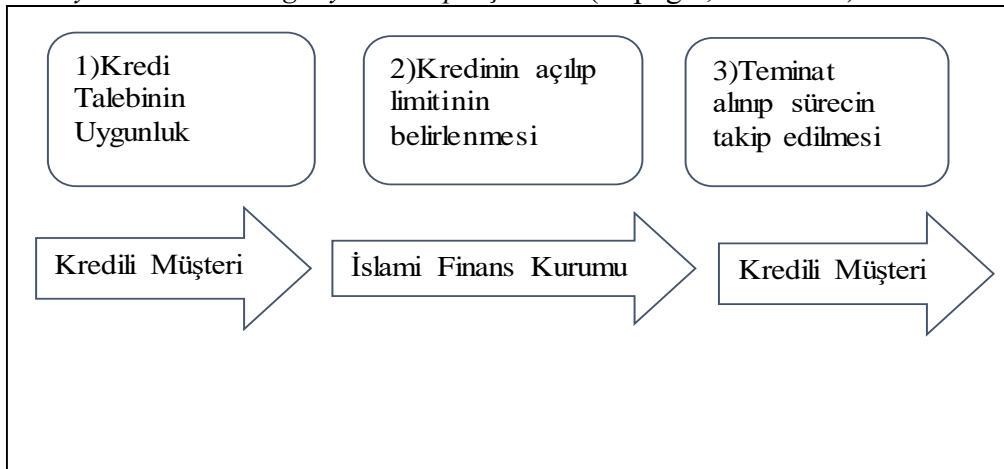 1)Kredi
Talebinin
Uygunluk
2)Kredinin açılıp
limitinin
belirlenmesi
3)Teminat
alınıp sürecin
takip edilmesi
Kredili Müşteri
İslami Finans Kurumu
Kredili Müşteri